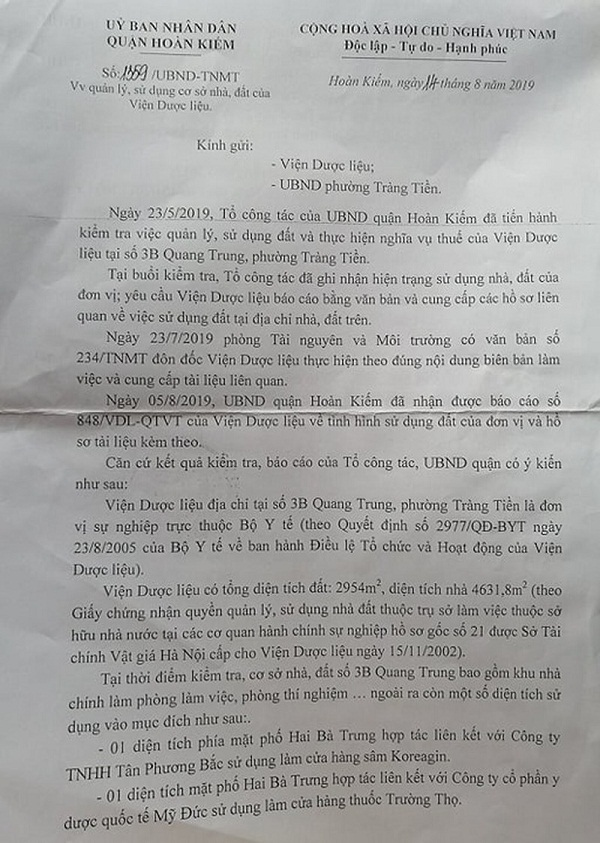 UỶ BAN NHÂN DÂN
QUẬN HOÀN KIẾM
CỘNG HOÀ XÃ HỘI CHỦ NGHĨA VIỆT NAM
Độc lập - Tự do - Hạnh phúc
Số: 1359 /UBND-TNMT
Vv quản lý, sử dụng cơ sở nhà, đất của
Viện Dược liệu.
Hoàn Kiếm, ngày 14 tháng 8 năm 2019
Kính gửi:
- Viện Dược liệu;
- UBND phường Tràng Tiền.
Ngày 23/5/2019, Tổ công tác của UBND quận Hoàn Kiếm đã tiến hành
kiểm tra việc quản lý, sử dụng đất và thực hiện nghĩa vụ thuế của Viện Dược
liệu tại số 3B Quang Trung, phường Tràng Tiền.
Tại buổi kiểm tra, Tổ công tác đã ghi nhận hiện trạng sử dụng nhà, đất của
đơn vị; yêu cầu Viện Dược liệu báo cáo bằng văn bản và cung cấp các hồ sơ liên
quan về việc sử dụng đất tại địa chỉ nhà, đất trên.
Ngày 23/7/2019 phòng Tài nguyên và Môi trường có văn bản số
234/TNMT đôn đốc Viện Dược liệu thực hiện theo đúng nội dung biên bản làm
việc và cung cấp tài liệu liên quan.
Ngày 05/8/2019, UBND quận Hoàn Kiếm đã nhận được báo cáo số
848/VDL-QTVT của Viện Dược liệu về tình hình sử dụng đất của đơn vị và hồ
sơ tài liệu kèm theo.
Căn cứ kết quả kiểm tra, báo cáo của Tổ công tác, UBND quận có ý kiến
như sau:
Viện Dược liệu địa chỉ tại số 3B Quang Trung, phường Tràng Tiền là đơn
vị sự nghiệp trực thuộc Bộ Y tế (theo Quyết định số 2977/QĐ-BYT ngày
23/8/2005 của Bộ Y tế về ban hành Điều lệ Tổ chức và Hoạt động của Viện
Dược liệu).
Viện Dược liệu có tổng diện tích đất: 2954m², diện tích nhà 4631,8m² (theo
Giấy chứng nhận quyền quản lý, sử dụng nhà đất thuộc trụ sở làm việc thuộc sở
hữu nhà nước tại các cơ quan hành chính sự nghiệp hồ sơ gốc số 21 được Sở Tài
chính Vật giá Hà Nội cấp cho Viện Dược liệu ngày 15/11/2002).
Tại thời điểm kiểm tra, cơ sở nhà, đất số 3B Quang Trung bao gồm khu nhà
chính làm phòng làm việc, phòng thí nghiệm ... ngoài ra còn một số diện tích sử
dụng vào mục đích như sau:.
- 01 diện tích phía mặt phố Hai Bà Trưng hợp tác liên kết với Công ty
TNHH Tân Phương Bắc sử dụng làm cửa hàng sâm Koreagin.
- 01 diện tích mặt phố Hai Bà Trưng hợp tác liên kết với Công ty cổ phần y
dược quốc tế Mỹ Đức sử dụng làm cửa hàng thuốc Trường Thọ.